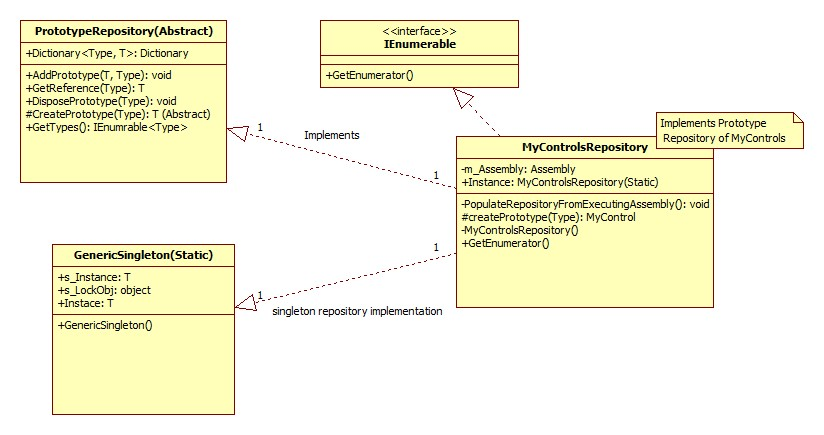 PrototypeRepository(Abstract)
+Dictionary<Type, T>: Dictionary
+AddPrototype(T, Type): void
+GetReference(Type): T
+DisposePrototype(Type): void
#CreatePrototype(Type): T (Abstract)
+GetTypes(): IEnumrable<Type>
<<interface>>
IEnumerable
+GetEnumerator()
Implements Prototype
Repository of MyControls
MyControlsRepository
-m_Assembly: Assembly
+Instance: MyControlsRepository(Static)
-PopulateRepositoryFromExecutingAssembly(): void
#createPrototype(Type): MyControl
-MyControlsRepository()
+GetEnumerator()
1
Implements
1
GenericSingleton(Static)
+s_Instance: T
+s_LockObj: object
+Instace: T
+GenericSingleton()
1
1
singleton repository implementation